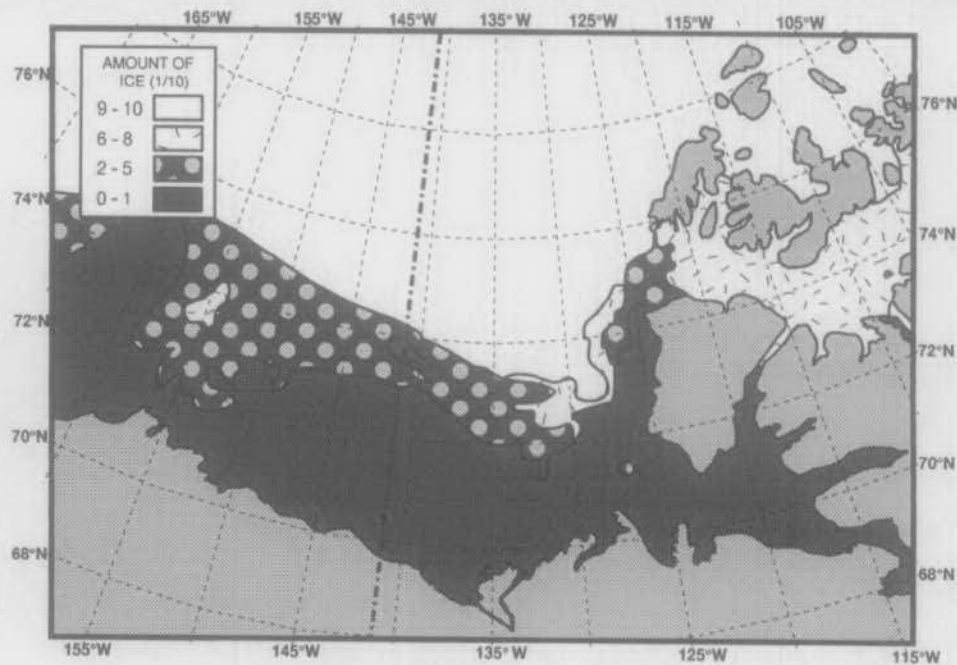 165°W 155°W 145°W 135°W 125°W 115°W 105°W
AMOUNT OF
ICE (1/10)
9 - 10
6 - 8
2 - 5
0 - 1
76°N 76°N
74°N 74°N
72°N 72°N
70°N 70°N
68°N 68°N
155°W 145°W 135°W 125°W 115°W